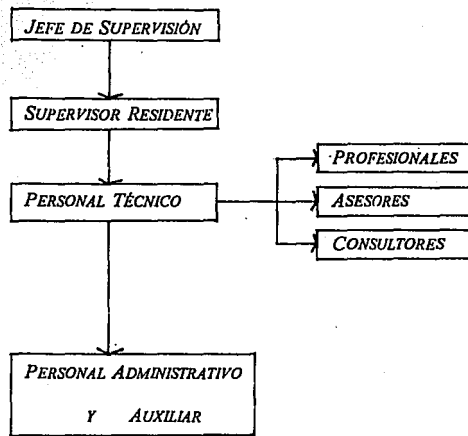 JEFE DE SUPERVISIÓN
SUPERVISOR RESIDENTE
PERSONAL TÉCNICO
PROFESIONALES
ASESORES
CONSULTORES
PERSONAL ADMINISTRATIVO
Y AUXILIAR